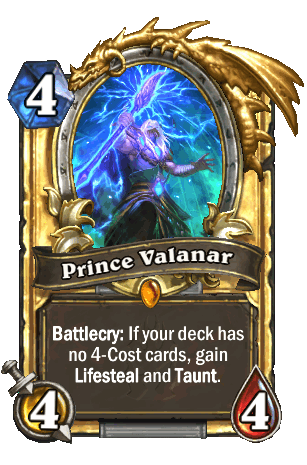 4
Prince Valanar
Battlecry: If your deck has
no 4-Cost cards, gain
Lifesteal and Taunt.
4 4